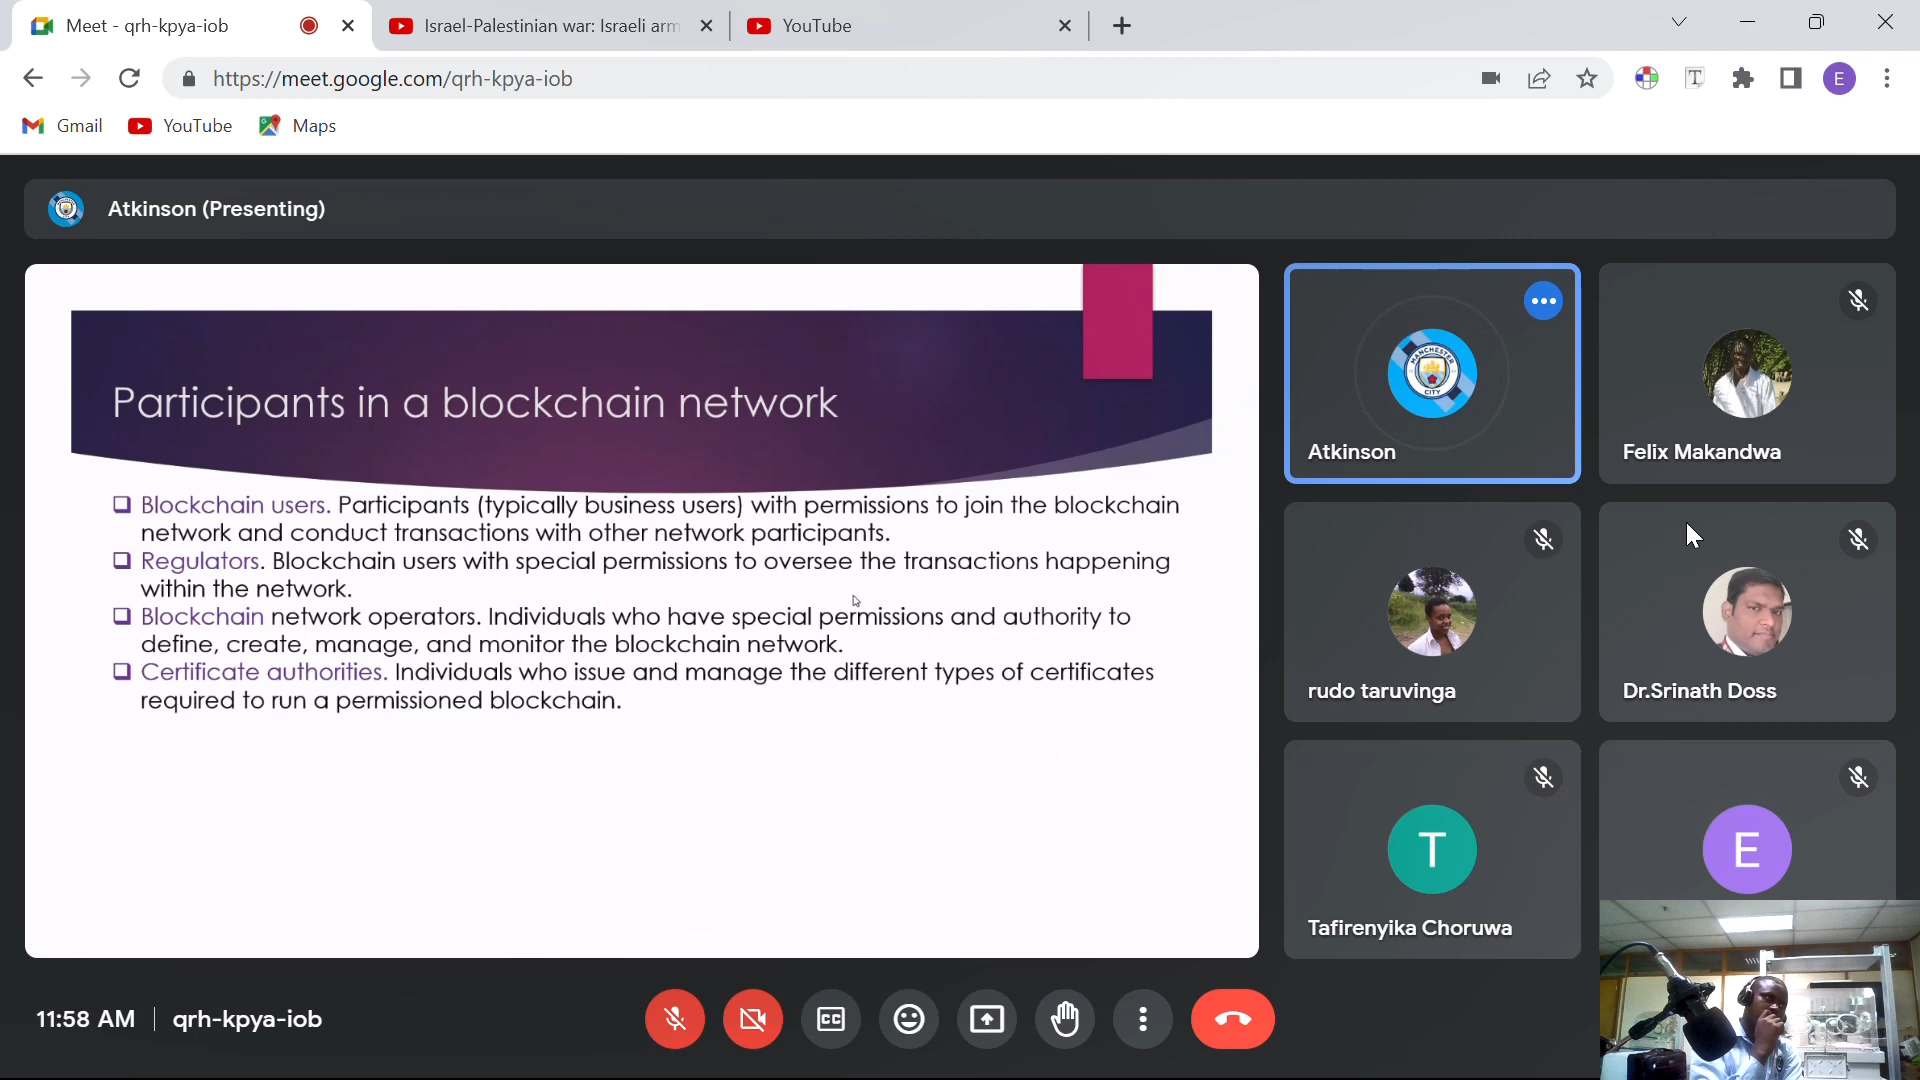 Meet - qrh-kpya-iob
Israel-Palestinian war: Israeli arm
YouTube
https://meet.google.com/qrh-kpya-iob
E
Gmail
YouTube
Maps
Atkinson (Presenting)
Participants in a blockchain network
Blockchain users. Participants (typically business users) with permissions to join the blockchain
network and conduct transactions with other network participants.
Regulators. Blockchain users with special permissions to oversee the transactions happening
within the network.
Blockchain network operators. Individuals who have special permissions and authority to
define, create, manage, and monitor the blockchain network.
Certificate authorities. Individuals who issue and manage the different types of certificates
required to run a permissioned blockchain.
MANCHESTER
CITY
Atkinson
Felix Makandwa
rudo taruvinga
Dr.Srinath Doss
T
Tafirenyika Choruwa
E
11:58 AM
qrh-kpya-iob
CC